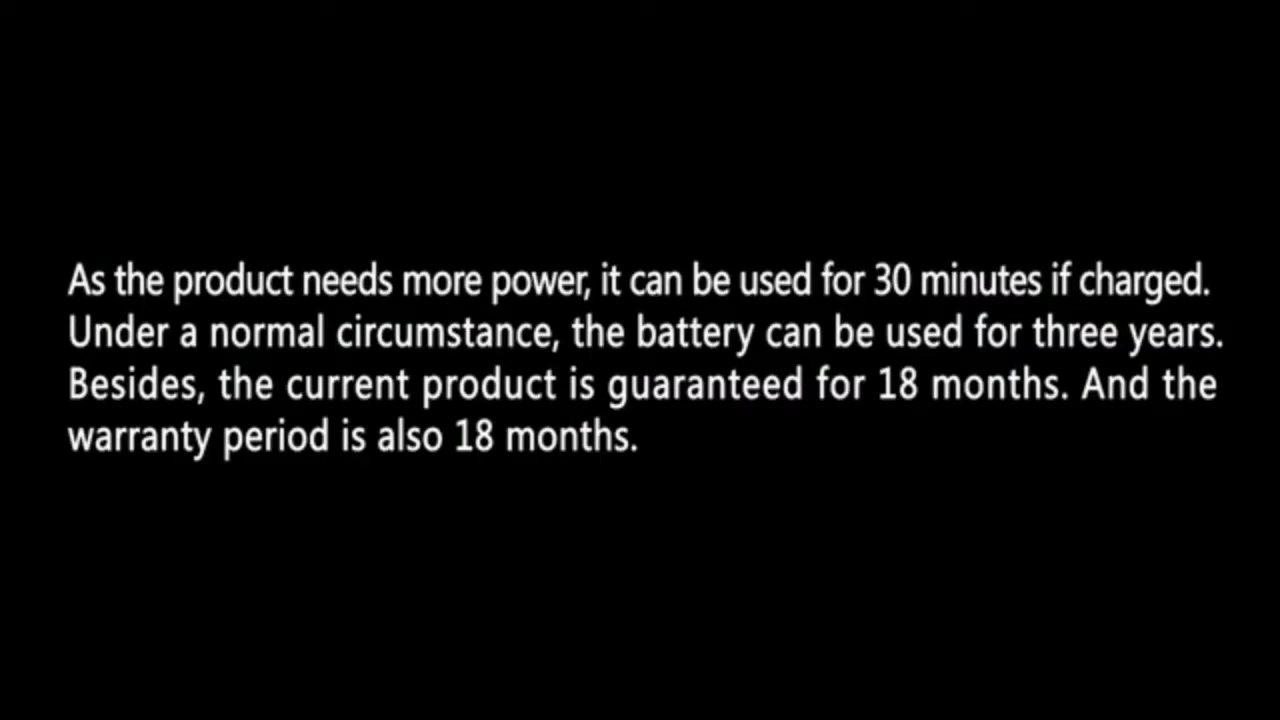 As the product needs more power, it can be used for 30 minutes if charged.
Under a normal circumstance, the battery can be used for three years.
Besides, the current product is guaranteed for 18 months. And the
warranty period is also 18 months.